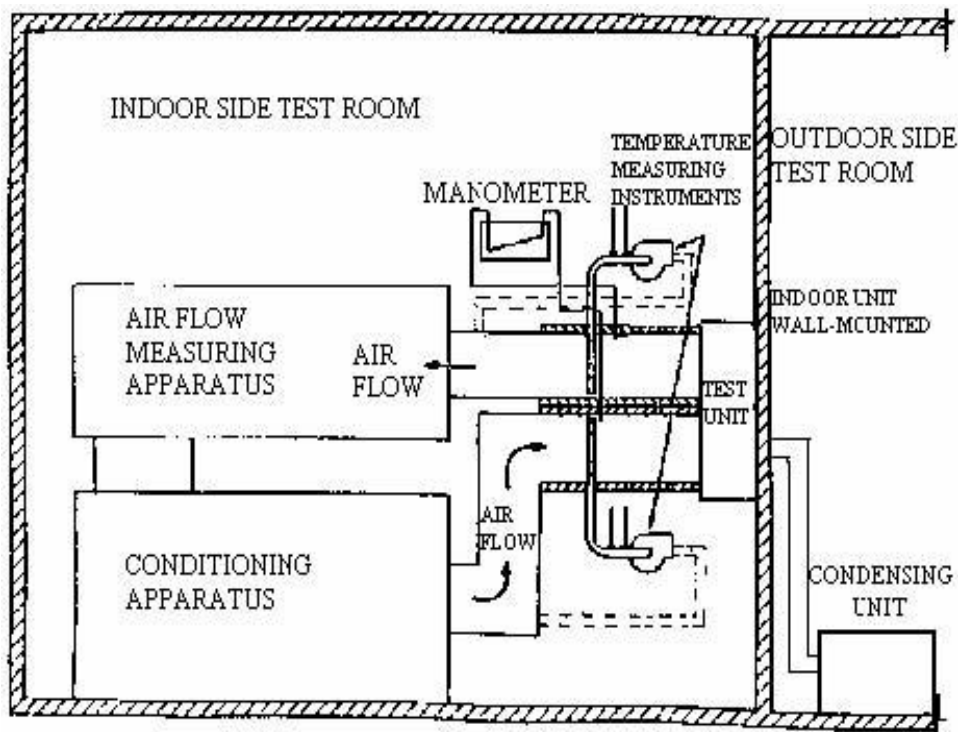 INDOOR SIDE TEST ROOM
TEMPERATURE
MEASURING
INSTRUMENTS
OUTDOOR SIDE
TEST ROOM
MANOMETER
AIR FLOW
MEASURING
APPARATUS
AIR
FLOW
INDOOR UNIT
WALL-MOUNTED
TEST
UNIT
AIR
FLOW
CONDITIONING
APPARATUS
CONDENSING
UNIT